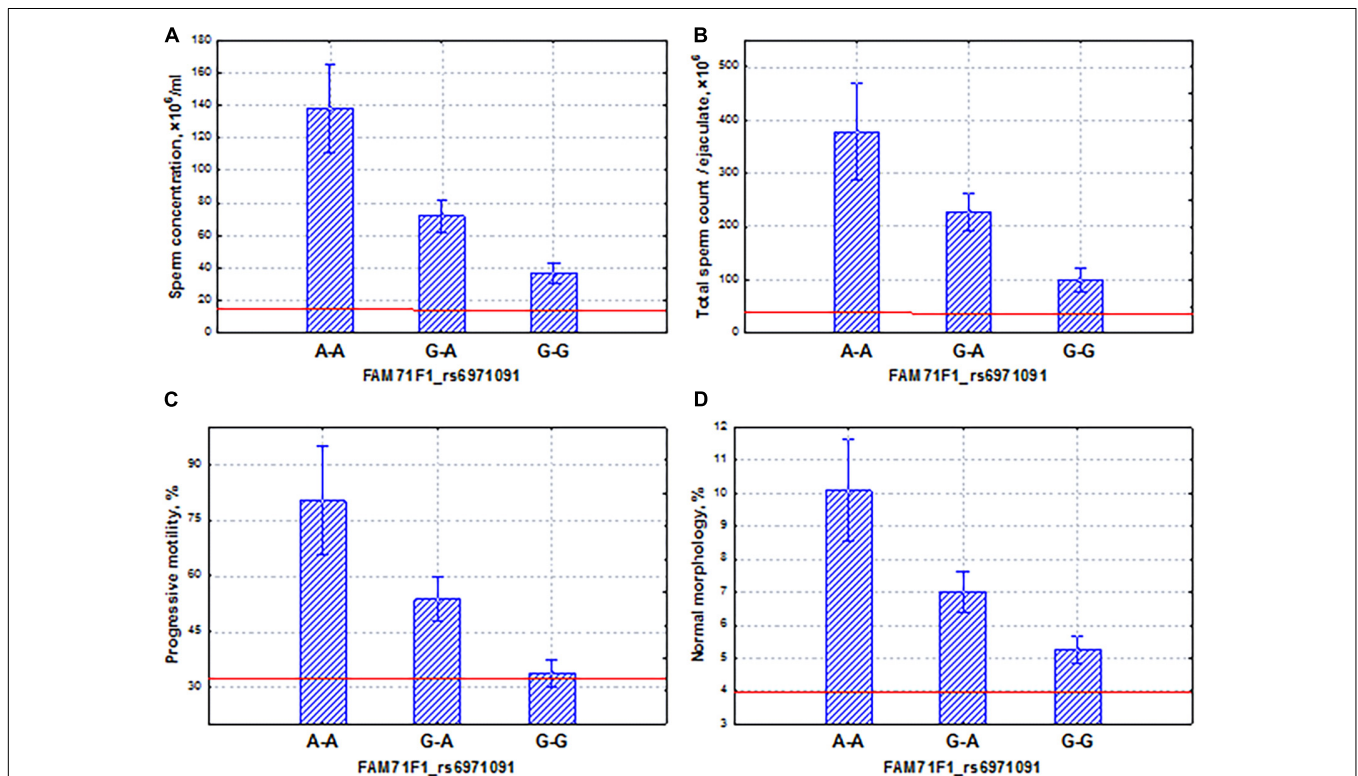 A
Sperm concentration, ×10⁶/ml
180
160
140
120
100
80
60
40
20
0
A-A G-A G-G
FAM71F1_rs6971091
B
Total sperm count / ejaculate, ×10⁶
500
400
300
200
100
0
A-A G-A G-G
FAM71F1_rs6971091
C
Progressive motility, %
90
75
60
45
30
A-A G-A G-G
FAM71F1_rs6971091
D
Normal morphology, %
12
11
10
9
8
7
6
5
4
3
A-A G-A G-G
FAM71F1_rs6971091